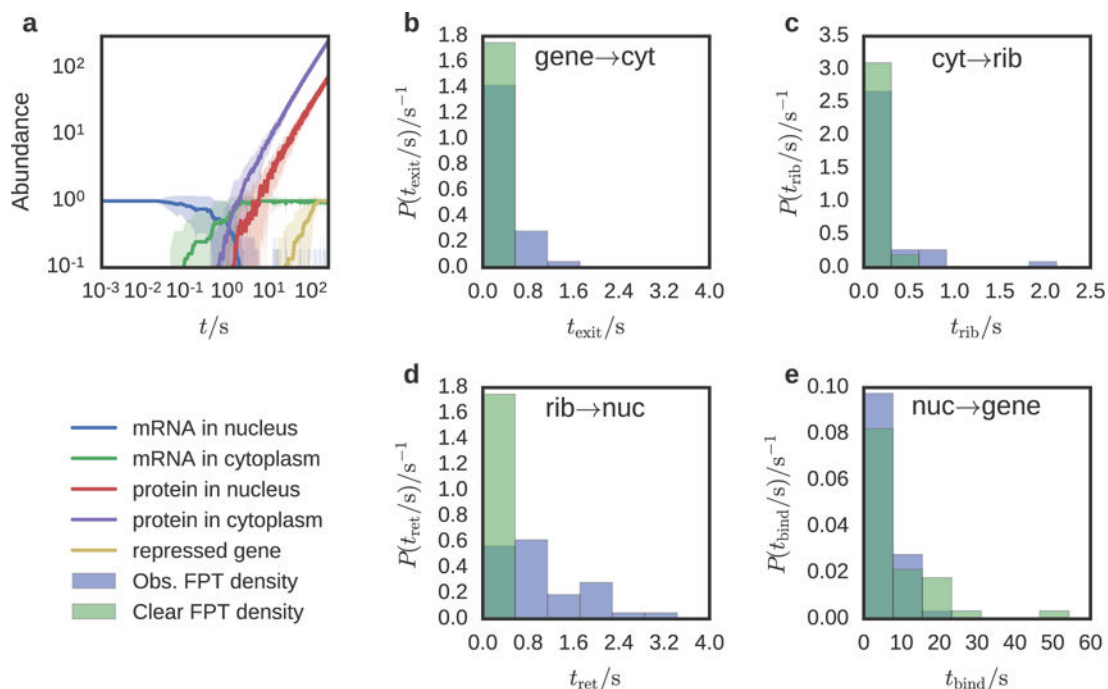 a
Abundance
10²
10¹
10⁰
10⁻¹
10⁻³ 10⁻² 10⁻¹ 10⁰ 10¹ 10²
t/s
b
gene→cyt
P(t_exit/s)/s⁻¹
1.8
1.6
1.4
1.2
1.0
0.8
0.6
0.4
0.2
0.0
0.0 0.8 1.6 2.4 3.2 4.0
t_exit/s
c
cyt→rib
P(t_rib/s)/s⁻¹
3.5
3.0
2.5
2.0
1.5
1.0
0.5
0.0
0.0 0.5 1.0 1.5 2.0 2.5
t_rib/s
mRNA in nucleus
mRNA in cytoplasm
protein in nucleus
protein in cytoplasm
repressed gene
Obs. FPT density
Clear FPT density
d
rib→nuc
P(t_ret/s)/s⁻¹
1.8
1.6
1.4
1.2
1.0
0.8
0.6
0.4
0.2
0.0
0.0 0.8 1.6 2.4 3.2 4.0
t_ret/s
e
nuc→gene
P(t_bind/s)/s⁻¹
0.10
0.08
0.06
0.04
0.02
0.00
0 10 20 30 40 50 60
t_bind/s